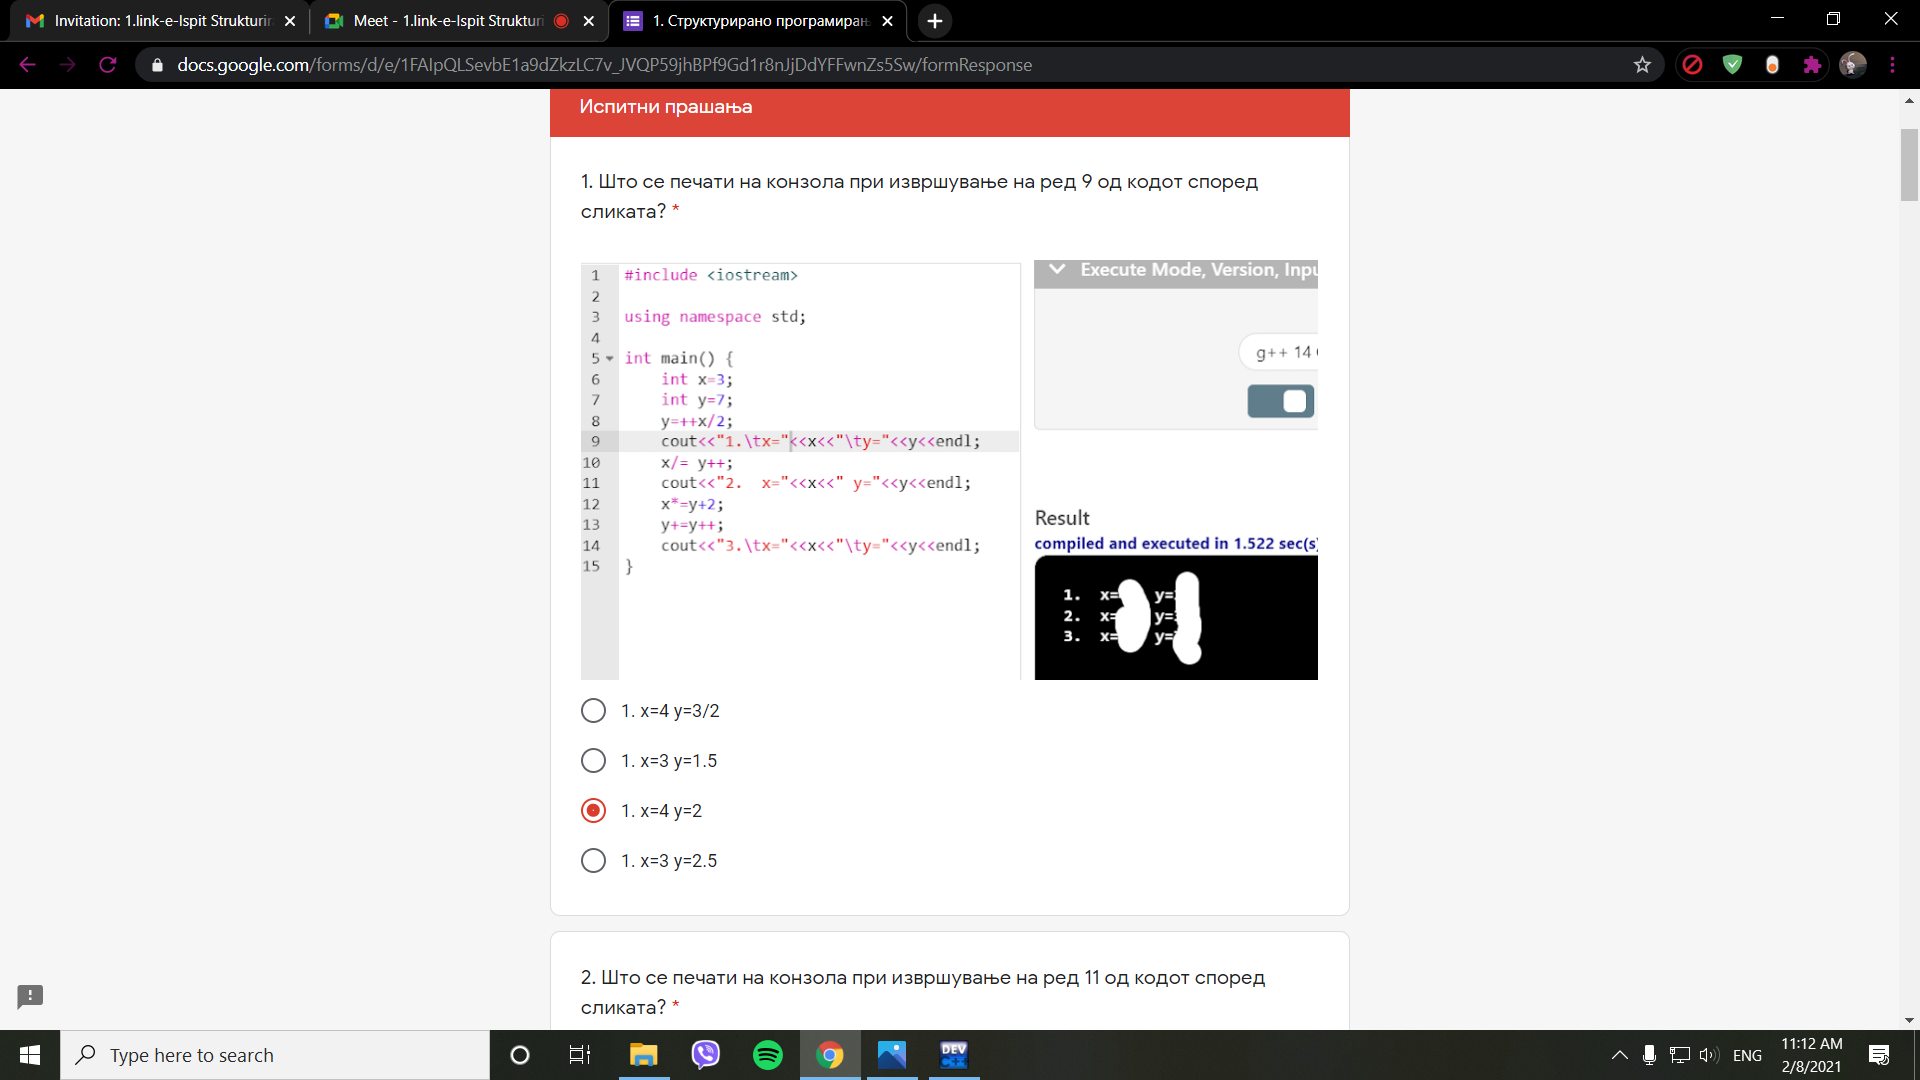 Invitation: 1.link-e-Ispit Strukturir
Meet - 1.link-e-Ispit Strukturi
1. Структурирано програмиран
docs.google.com/forms/d/e/1FAIpQLSevbE1a9dZkzLC7v_JVQP59jhBPf9Gd1r8nJjDdYFFwnZs5Sw/formResponse
Испитни прашања
1. Што се печати на конзола при извршување на ред 9 од кодот според
сликата? *
1 #include <iostream>
2
3 using namespace std;
4
5 int main() {
6 int x=3;
7 int y=7;
8 y=++x/2;
9 cout<<"1.\tx="<<x<<"\ty="<<y<<endl;
10 x/= y++;
11 cout<<"2.  x="<<x<<" y="<<y<<endl;
12 x*=y+2;
13 y+=y++;
14 cout<<"3.\tx="<<x<<"\ty="<<y<<endl;
15 }
Execute Mode, Version, Inpu
g++ 14
Result
compiled and executed in 1.522 sec(s)
1. x= y=
2. x= y=
3. x= y=
1. x=4 y=3/2
1. x=3 y=1.5
1. x=4 y=2
1. x=3 y=2.5
2. Што се печати на конзола при извршување на ред 11 од кодот според
сликата? *
Type here to search
DEV
C++
ENG
11:12 AM
2/8/2021